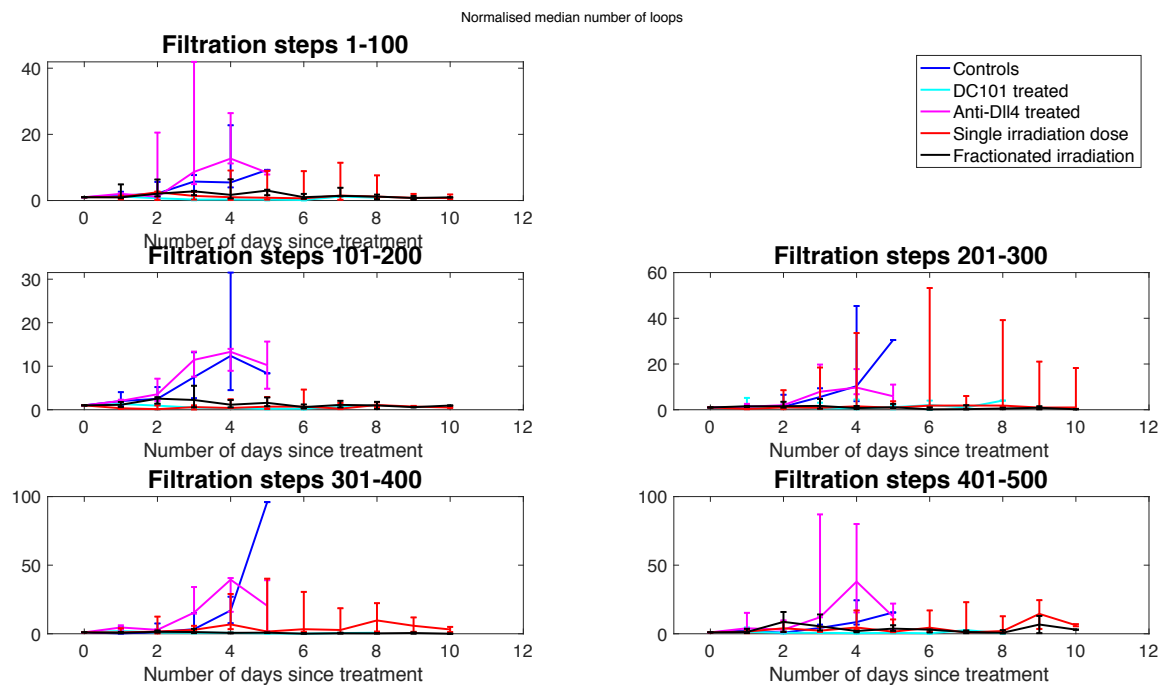 Normalised median number of loops
Filtration steps 1-100
40
20
0
0 2 4 6 8 10 12
Number of days since treatment
Controls
DC101 treated
Anti-Dll4 treated
Single irradiation dose
Fractionated irradiation
Filtration steps 101-200
30
20
10
0
0 2 4 6 8 10 12
Number of days since treatment
Filtration steps 201-300
60
40
20
0
0 2 4 6 8 10 12
Number of days since treatment
Filtration steps 301-400
100
50
0
0 2 4 6 8 10 12
Number of days since treatment
Filtration steps 401-500
100
50
0
0 2 4 6 8 10 12
Number of days since treatment